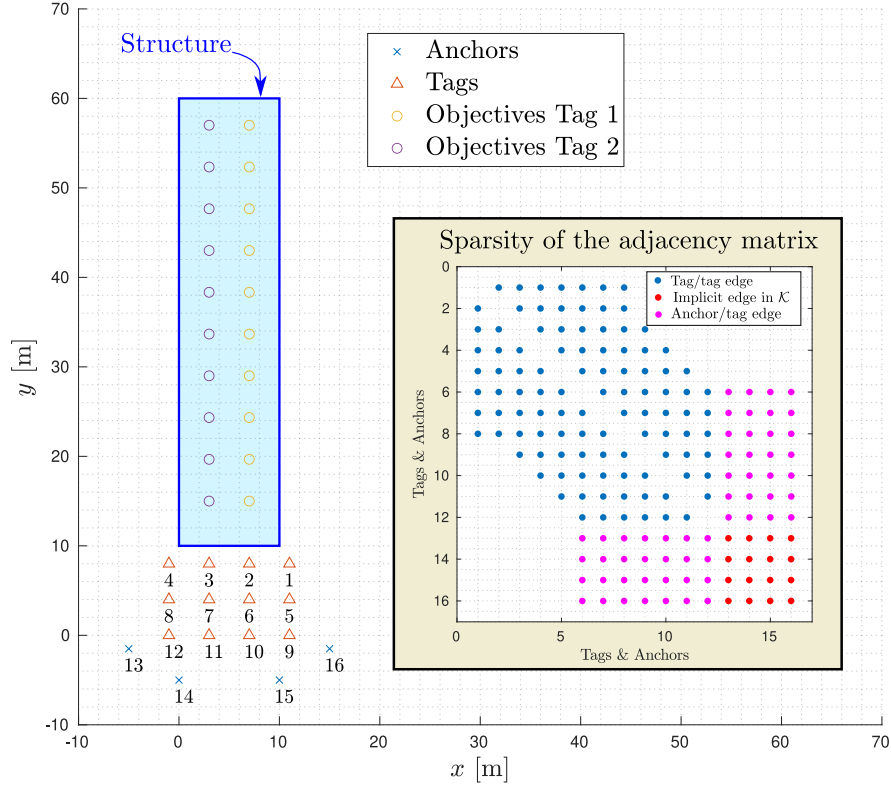 70
60
50
40
30
20
10
0
-10
y [m]
-10 0 10 20 30 40 50 60 70
x [m]
Structure
Anchors
Tags
Objectives Tag 1
Objectives Tag 2
4 3 2 1
8 7 6 5
12 11 10 9
13 16
14 15
Sparsity of the adjacency matrix
Tag/tag edge
Implicit edge in 𝒦
Anchor/tag edge
0
2
4
6
8
10
12
14
16
Tags & Anchors
0 5 10 15
Tags & Anchors